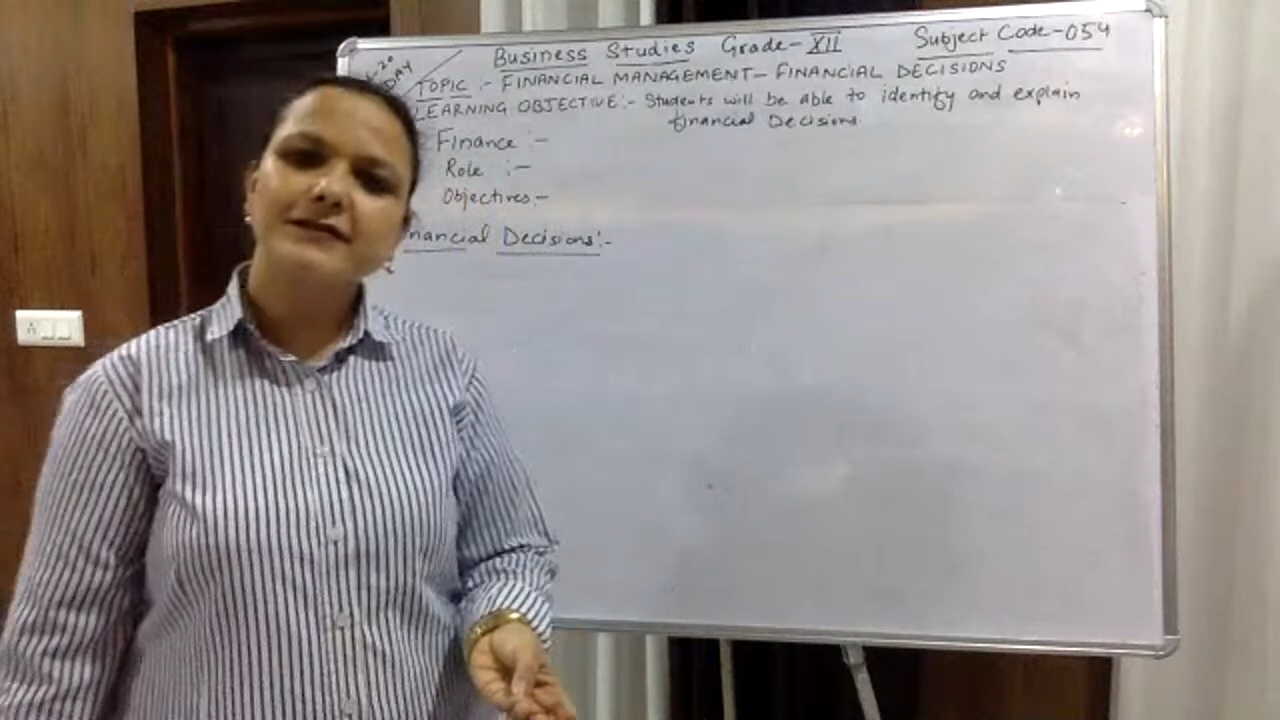 Business Studies Grade-XII Subject Code-054
DAY
TOPIC :- FINANCIAL MANAGEMENT- FINANCIAL DECISIONS
LEARNING OBJECTIVE:- Students will be able to identify and explain
financial Decisions.
Finance :-
Role :-
Objectives:-
nancial Decisions:-